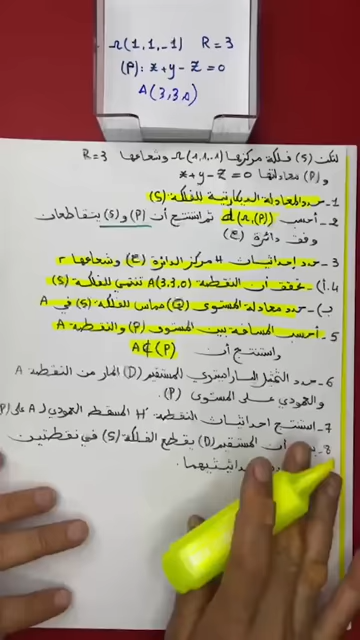 Ω(1,1,-1) R=3
(P): x+y-z=0
A(3,3,0)
لتكن (S) فلكة مركزها Ω(1,1,-1) وشعاعها R=3
و (P) معادلتها x+y-z=0
1- حدد المعادلة الديكارتية للفلكة (S)
2- أحسب d(Ω,(P)) ثم استنتج أن (P) و (S) يتقاطعان
وفق دائرة (C)
3- حدد إحداثيات H مركز الدائرة (C) وشعاعها r
4. أ) - تحقق أن النقطة A(3,3,0) تنتمي للفلكة (S)
ب) - حدد معادلة المستوى (Q) مماس للفلكة (S) في A
5- أحسب المسافة بين المستوى (P) والنقطة A
واستنتج أن A∉(P)
6- حدد التمثيل البارامتري للمستقيم (D) المار من النقطة A
والعمودي على المستوى (P).
7- استنتج احداثيات النقطة H' المسقط العمودي لـ A على (P)
8- أن المستقيم (D) يقطع الفلكة (S) في نقطتين